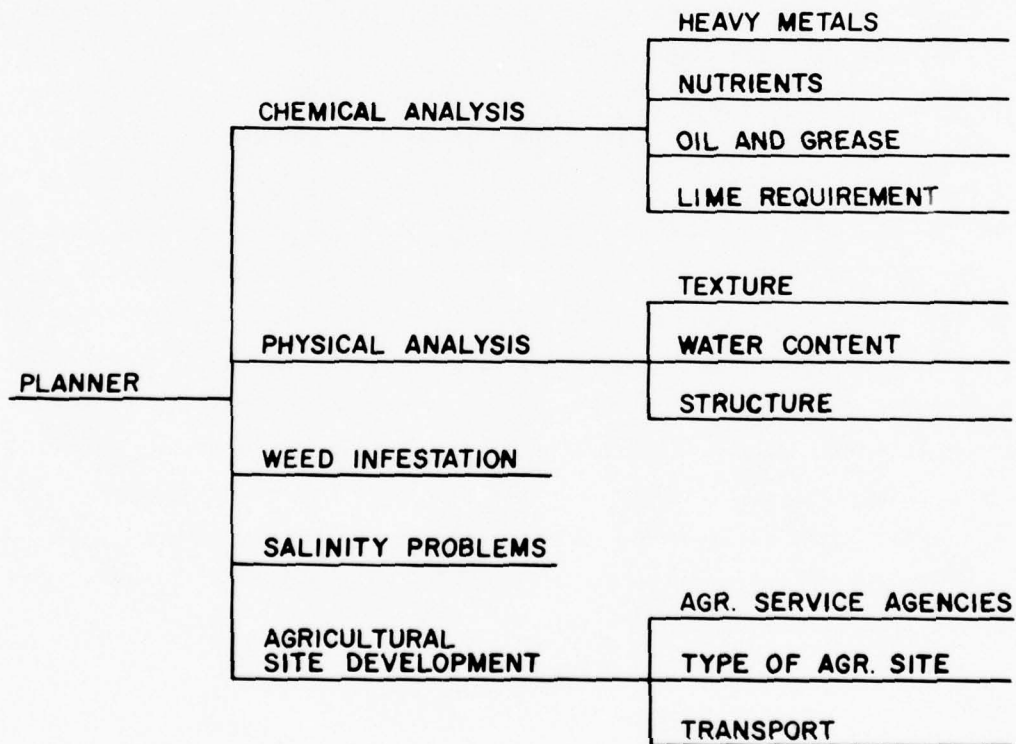 HEAVY METALS
NUTRIENTS
CHEMICAL ANALYSIS
OIL AND GREASE
LIME REQUIREMENT
TEXTURE
PHYSICAL ANALYSIS
WATER CONTENT
PLANNER
STRUCTURE
WEED INFESTATION
SALINITY PROBLEMS
AGR. SERVICE AGENCIES
AGRICULTURAL
SITE DEVELOPMENT
TYPE OF AGR. SITE
TRANSPORT